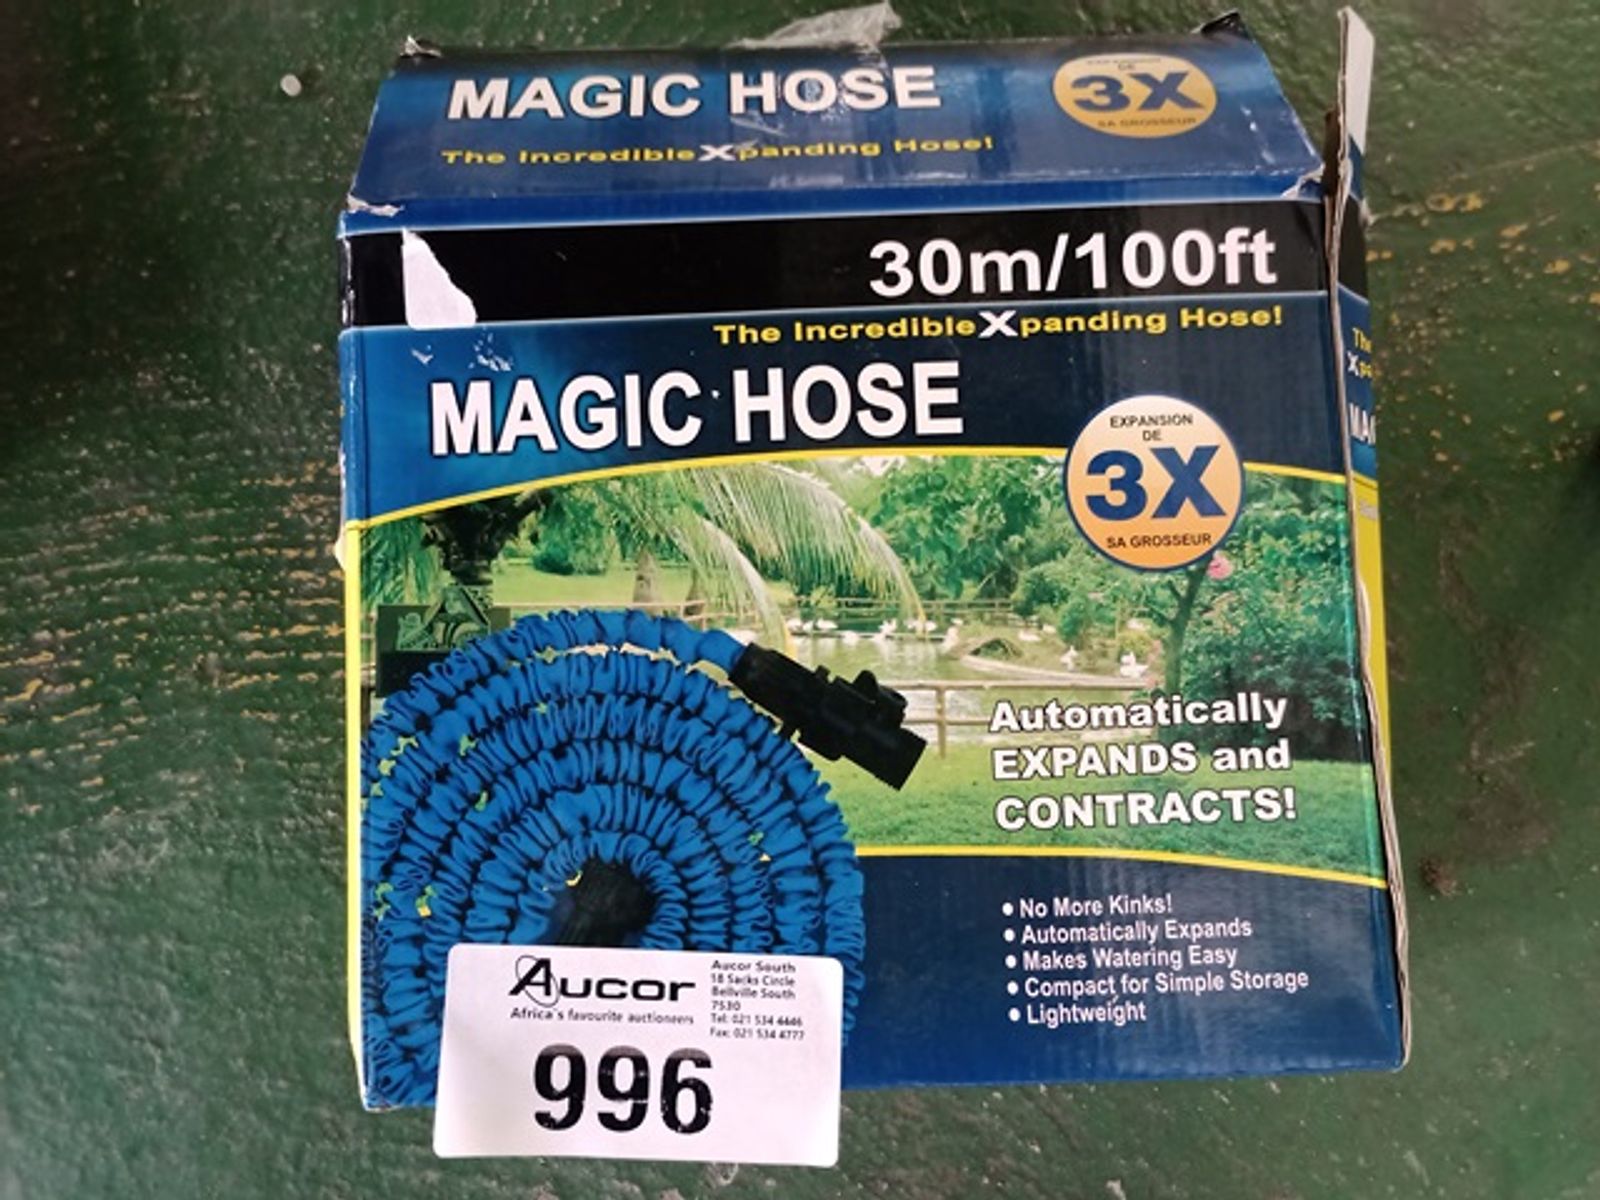 MAGIC HOSE
The Incredible Xpanding Hose!
DE
3X
SA GROSSEUR
30m/100ft
The Incredible Xpanding Hose!
MAGIC HOSE
EXPANSION
DE
3X
SA GROSSEUR
Automatically
EXPANDS and
CONTRACTS!
• No More Kinks!
• Automatically Expands
• Makes Watering Easy
• Compact for Simple Storage
• Lightweight
Aucor
Africa's favourite auctioneers
Aucor South
18 Sacks Circle
Bellville South
7530
Tel: 021 534 4446
Fax: 021 534 4777
996